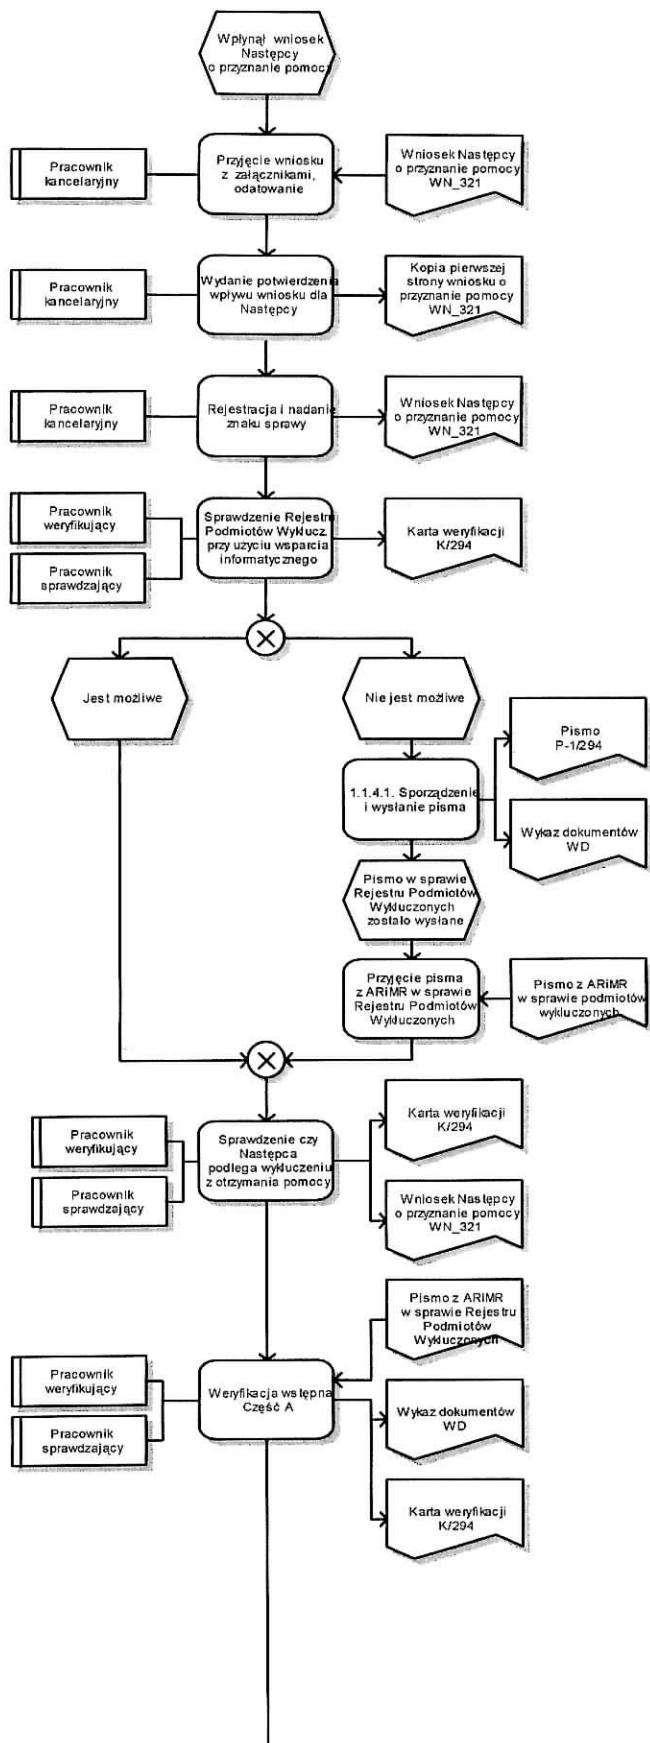 Wpłynął wniosek
Następcy
o przyznanie pomocy
Pracownik
kancelaryjny
Przyjęcie wniosku
z załącznikami,
odatowanie
Wniosek Następcy
o przyznanie pomocy
WN_321
Pracownik
kancelaryjny
Wydanie potwierdzenia
wpływu wniosku dla
Następcy
Kopia pierwszej
strony wniosku o
przyznanie pomocy
WN_321
Pracownik
kancelaryjny
Rejestracja i nadanie
znaku sprawy
Wniosek Następcy
o przyznanie pomocy
WN_321
Pracownik
weryfikujący
Pracownik
sprawdzający
Sprawdzenie Rejestru
Podmiotów Wyklucz.
przy użyciu wsparcia
informatycznego
Karta weryfikacji
K/294
Jest możliwe
Nie jest możliwe
Pismo
P-1/294
1.1.4.1. Sporządzenie
i wysłanie pisma
Wykaz dokumentów
WD
Pismo w sprawie
Rejestru Podmiotów
Wykluczonych
zostało wysłane
Przyjęcie pisma
z ARiMR w sprawie
Rejestru Podmiotów
Wykluczonych
Pismo z ARiMR
w sprawie podmiotów
wykluczonych
Pracownik
weryfikujący
Pracownik
sprawdzający
Sprawdzenie czy
Następca
podlega wykluczeniu
z otrzymania pomocy
Karta weryfikacji
K/294
Wniosek Następcy
o przyznanie pomocy
WN_321
Pismo z ARIMR
w sprawie Rejestru
Podmiotów
Wykluczonych
Pracownik
weryfikujący
Pracownik
sprawdzający
Weryfikacja wstępna
Część A
Wykaz dokumentów
WD
Karta weryfikacji
K/294